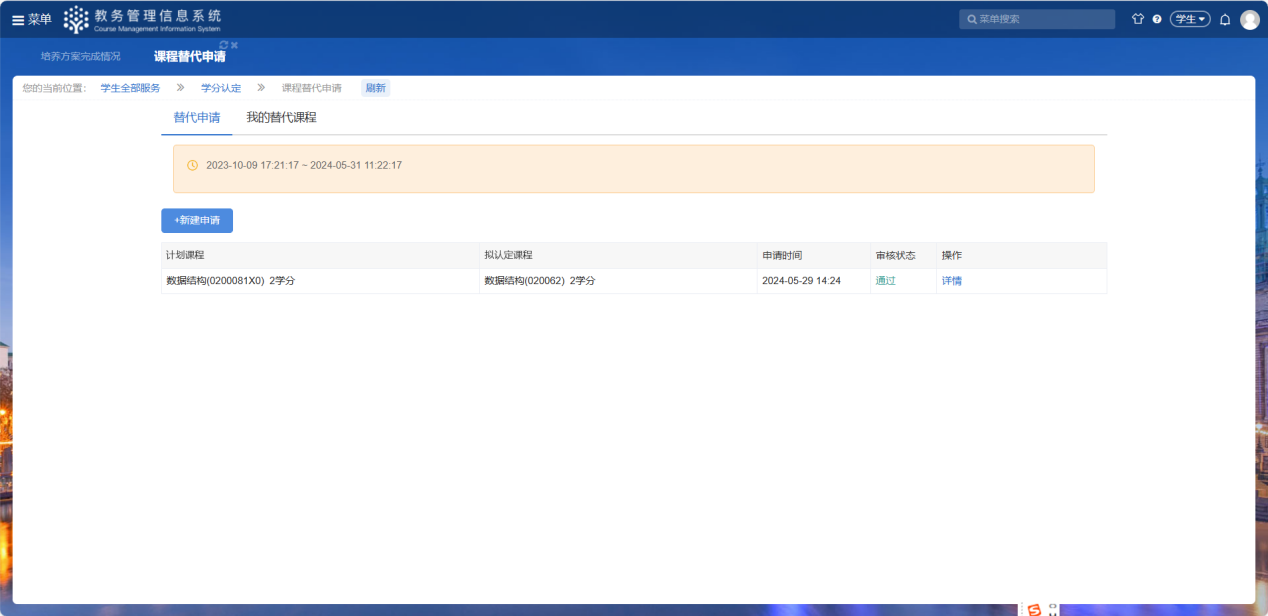 菜单 教务管理信息系统 菜单搜索 学生
Course Management Information System
培养方案完成情况 课程替代申请
您的当前位置： 学生全部服务 学分认定 课程替代申请 刷新
替代申请 我的替代课程
2023-10-09 17:21:17 ~ 2024-05-31 11:22:17
+新建申请
计划课程 拟认定课程 申请时间 审核状态 操作
数据结构(0200081X0) 2学分 数据结构(020062) 2学分 2024-05-29 14:24 通过 详情